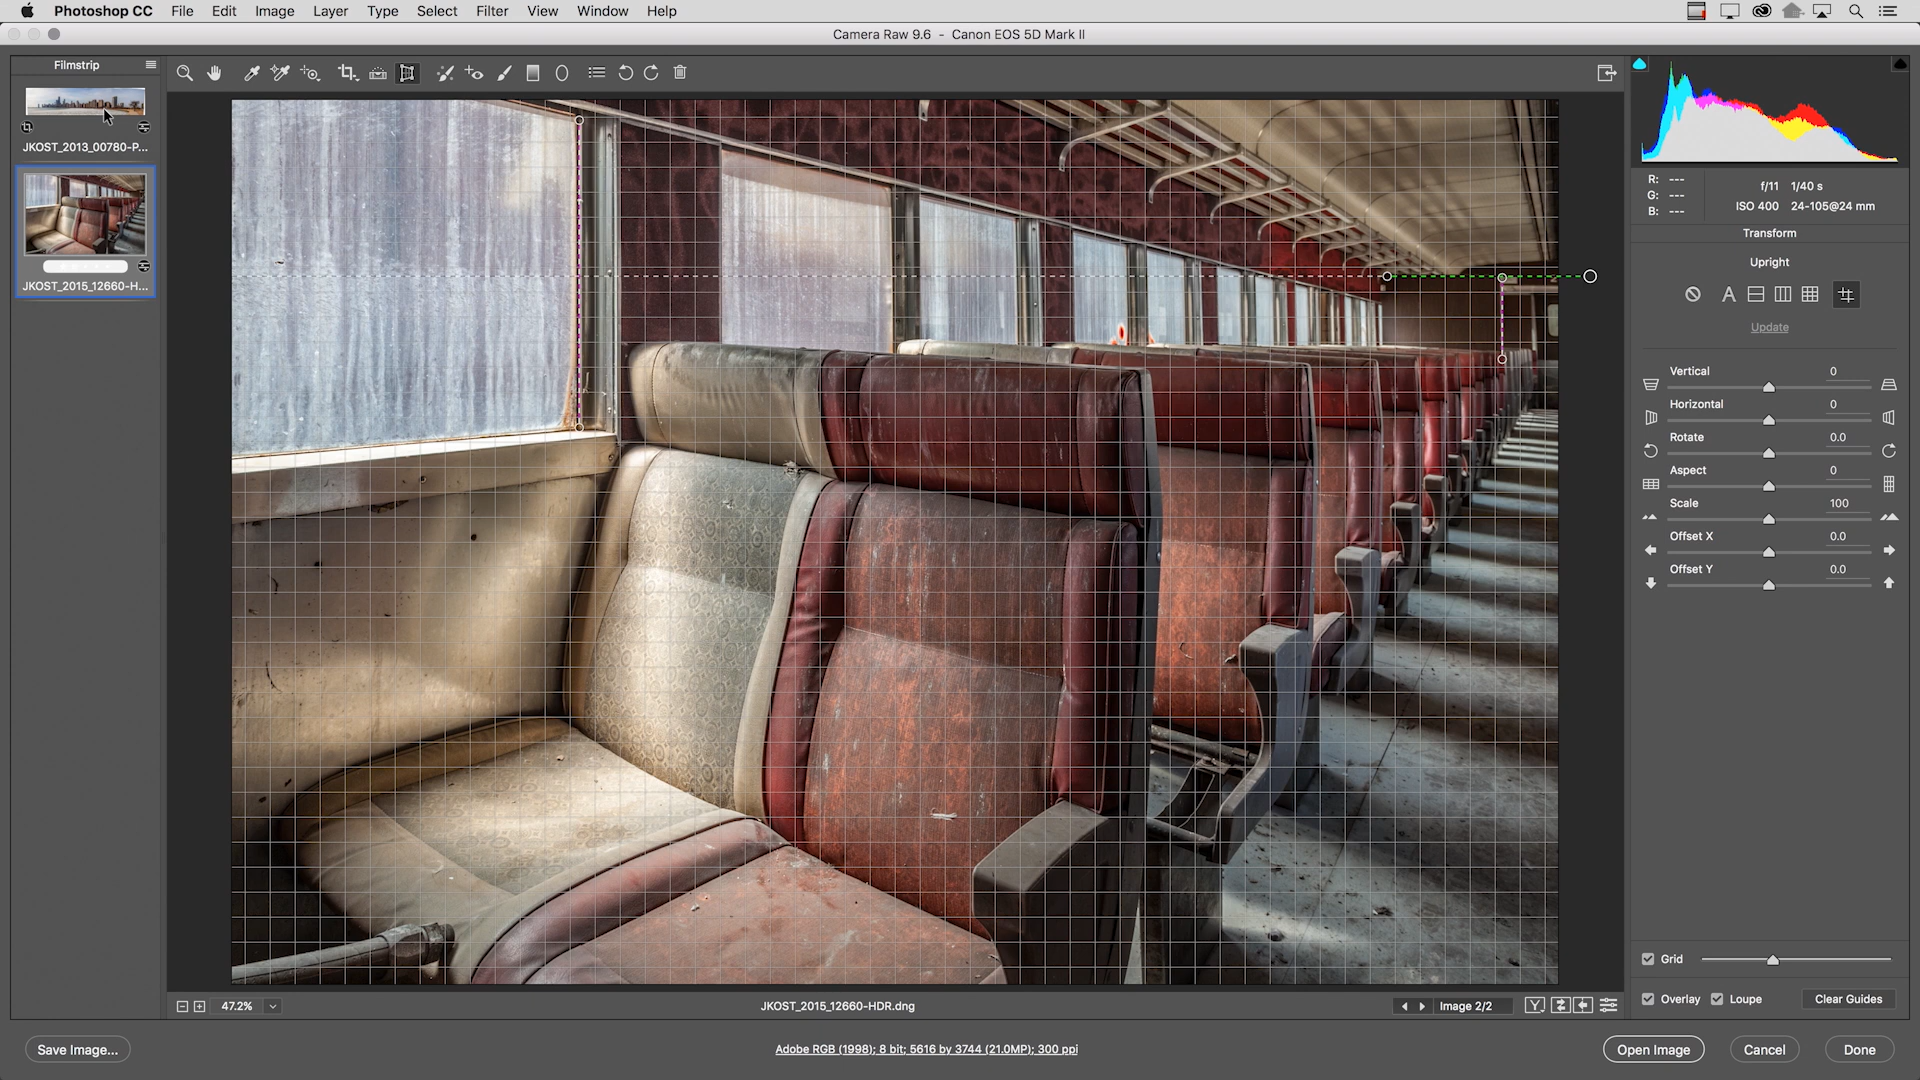 Photoshop CC File Edit Image Layer Type Select Filter View Window Help
Camera Raw 9.6 - Canon EOS 5D Mark II
Filmstrip
JKOST_2013_00780-P...
JKOST_2015_12660-H...
R: ---
G: ---
B: ---
f/11 1/40 s
ISO 400 24-105@24 mm
Transform
Upright
A
Update
Vertical 0
Horizontal 0
Rotate 0.0
Aspect 0
Scale 100
Offset X 0.0
Offset Y 0.0
Grid
Overlay Loupe Clear Guides
47.2% JKOST_2015_12660-HDR.dng Image 2/2 Y
Save Image... Adobe RGB (1998); 8 bit; 5616 by 3744 (21.0MP); 300 ppi Open Image Cancel Done